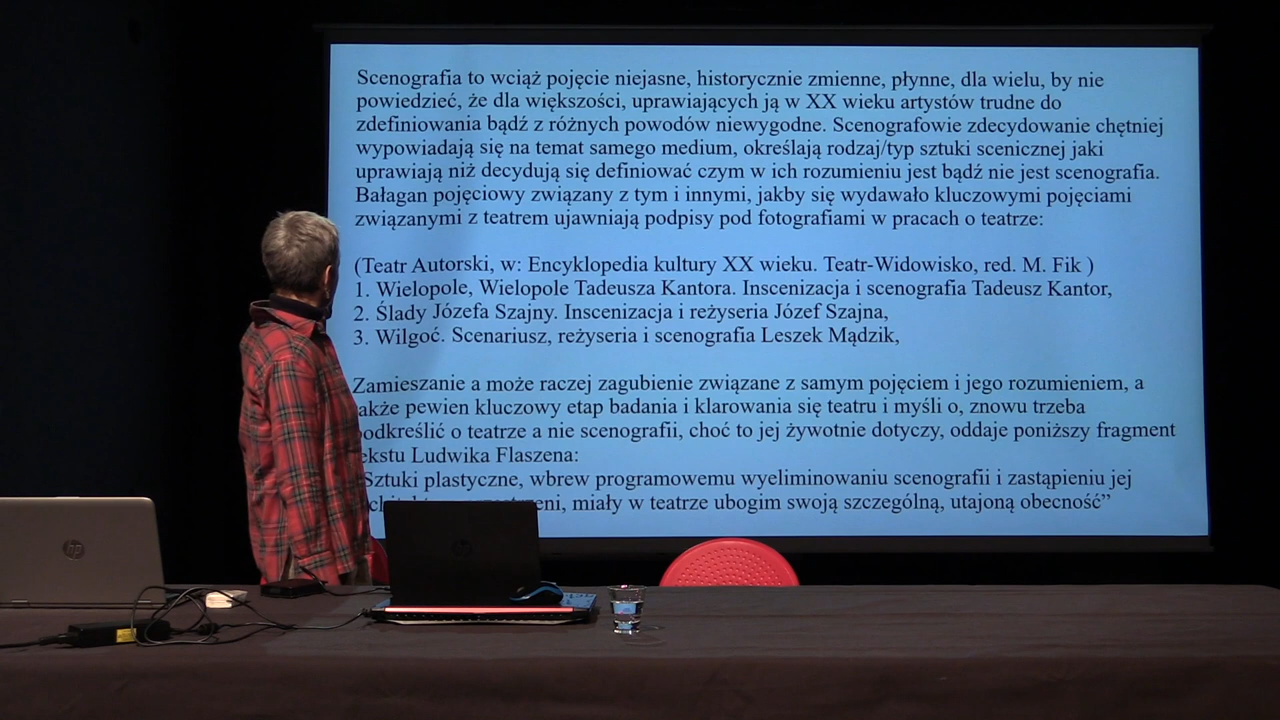 Scenografia to wciąż pojęcie niejasne, historycznie zmienne, płynne, dla wielu, by nie
powiedzieć, że dla większości, uprawiających ją w XX wieku artystów trudne do
zdefiniowania bądź z różnych powodów niewygodne. Scenografowie zdecydowanie chętniej
wypowiadają się na temat samego medium, określają rodzaj/typ sztuki scenicznej jaki
uprawiają niż decydują się definiować czym w ich rozumieniu jest bądź nie jest scenografia.
Bałagan pojęciowy związany z tym i innymi, jakby się wydawało kluczowymi pojęciami
związanymi z teatrem ujawniają podpisy pod fotografiami w pracach o teatrze:
(Teatr Autorski, w: Encyklopedia kultury XX wieku. Teatr-Widowisko, red. M. Fik )
1. Wielopole, Wielopole Tadeusza Kantora. Inscenizacja i scenografia Tadeusz Kantor,
2. Ślady Józefa Szajny. Inscenizacja i reżyseria Józef Szajna,
3. Wilgoć. Scenariusz, reżyseria i scenografia Leszek Mądzik,
Zamieszanie a może raczej zagubienie związane z samym pojęciem i jego rozumieniem, a
akże pewien kluczowy etap badania i klarowania się teatru i myśli o, znowu trzeba
odkreślić o teatrze a nie scenografii, choć to jej żywotnie dotyczy, oddaje poniższy fragment
ekstu Ludwika Flaszena:
Sztuki plastyczne, wbrew programowemu wyeliminowaniu scenografii i zastąpieniu jej
eni, miały w teatrze ubogim swoją szczególną, utajoną obecność”
hp